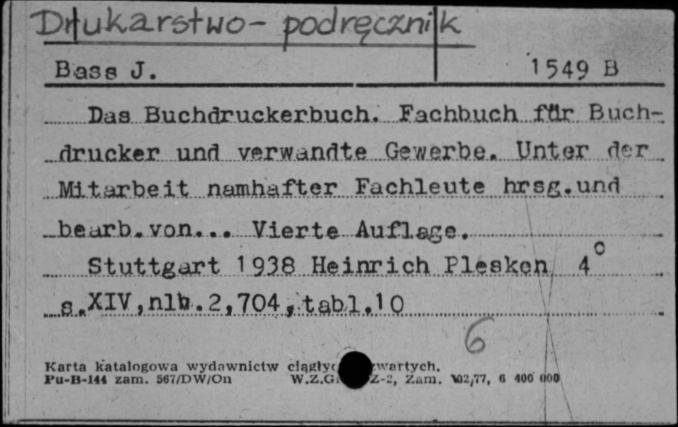 Drukarstwo - podręcznik
Bass J. 1549 B
Das Buchdruckerbuch. Fachbuch für Buch-
drucker und verwandte Gewerbe. Unter der
Mitarbeit namhafter Fachleute hrsg.und
bearb.von... Vierte Auflage.
Stuttgart 1938 Heinrich Plesken 4°
s.XIV,nlb.2,704,tabl.10
6
Karta katalogowa wydawnictw
Pu-B-144 zam. 567/DW/On W.Z.G. Z-2, Zam. 102/77, 6 400 000